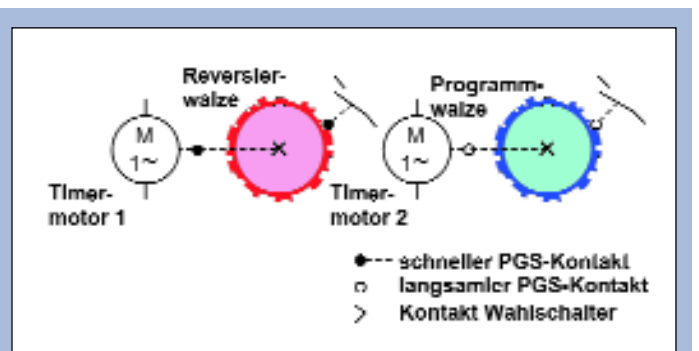 Reversier-
walze
Programm-
walze
M
1~
M
1~
Timer-
motor 1
Timer-
motor 2
schneller PGS-Kontakt
langsamler PGS-Kontakt
Kontakt Wahlschalter